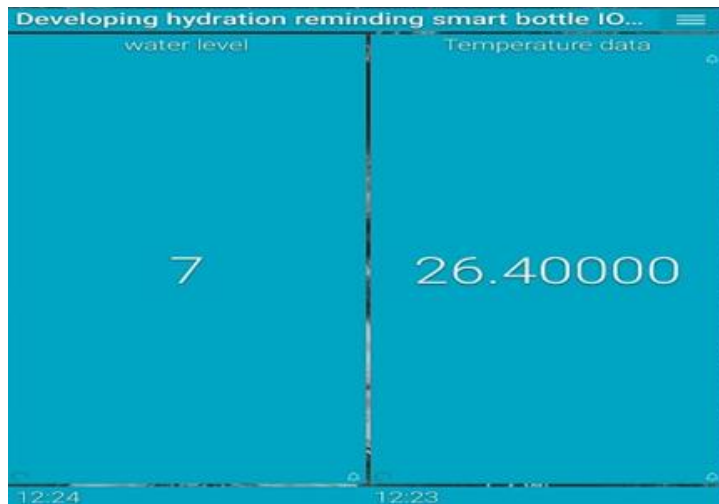 Developing hydration reminding smart bottle IO...
water level
Temperature data
7
26.40000
12:24
12:23